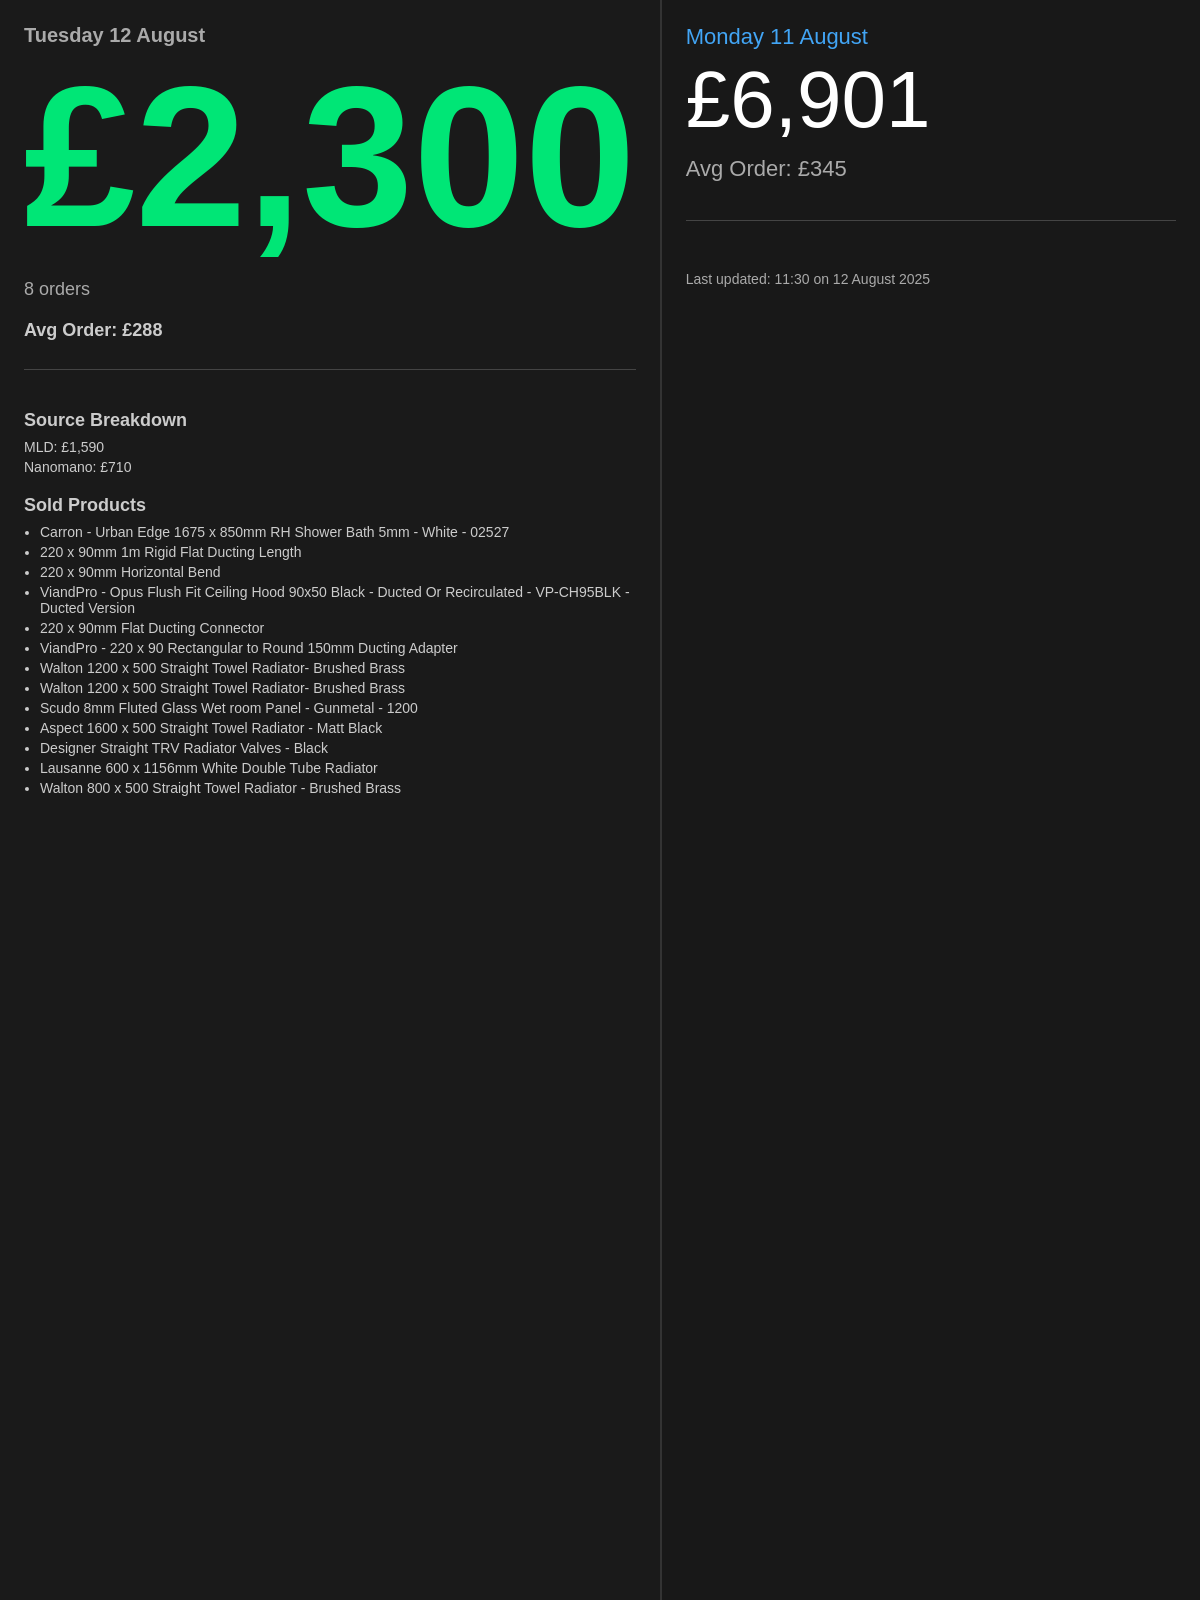 Tuesday 12 August
£2,300
8 orders
Avg Order: £288
Source Breakdown
MLD: £1,590
Nanomano: £710
Sold Products
• Carron - Urban Edge 1675 x 850mm RH Shower Bath 5mm - White - 02527
• 220 x 90mm 1m Rigid Flat Ducting Length
• 220 x 90mm Horizontal Bend
• ViandPro - Opus Flush Fit Ceiling Hood 90x50 Black - Ducted Or Recirculated - VP-CH95BLK -
Ducted Version
• 220 x 90mm Flat Ducting Connector
• ViandPro - 220 x 90 Rectangular to Round 150mm Ducting Adapter
• Walton 1200 x 500 Straight Towel Radiator- Brushed Brass
• Walton 1200 x 500 Straight Towel Radiator- Brushed Brass
• Scudo 8mm Fluted Glass Wet room Panel - Gunmetal - 1200
• Aspect 1600 x 500 Straight Towel Radiator - Matt Black
• Designer Straight TRV Radiator Valves - Black
• Lausanne 600 x 1156mm White Double Tube Radiator
• Walton 800 x 500 Straight Towel Radiator - Brushed Brass
Monday 11 August
£6,901
Avg Order: £345
Last updated: 11:30 on 12 August 2025